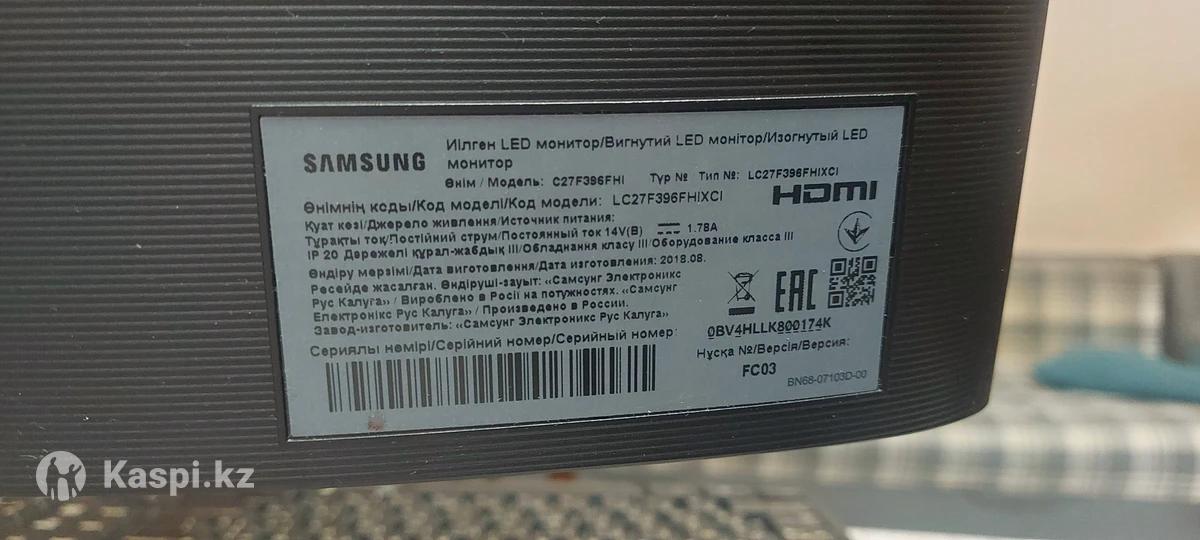 SAMSUNG
Иілген LED монитор/Вигнутий LED монітор/Изогнутый LED
монитор
Өнім / Модель: C27F396FHI Түр № Тип №: LC27F396FHIXCI
Өнімнің коды/Код моделі/Код модели: LC27F396FHIXCI
HDMI
Қуат көзі/Джерело живлення/Источник питания:
Тұрақты ток/Постійний струм/Постоянный ток 14V(В) 1.78A
IP 20 Дәрежелі құрал-жабдық III/Обладнання класу III/Оборудование класса III
Өндіру мерзімі/Дата виготовлення/Дата изготовления: 2018.08.
Ресейде жасалған. Өндіруші-зауыт: «Самсунг Электроникс
Рус Калуга» / Вироблено в Росії на потужностях. «Самсунг
Електронікс Рус Калуга» / Произведено в России.
Завод-изготовитель: «Самсунг Электроникс Рус Калуга»
EAC
Сериялы нөмірі/Серійний номер/Серийный номер:
0BV4HLLK800174K
Нұсқа №/Версія/Версия:
FC03
BN68-07103D-00
Kaspi.kz